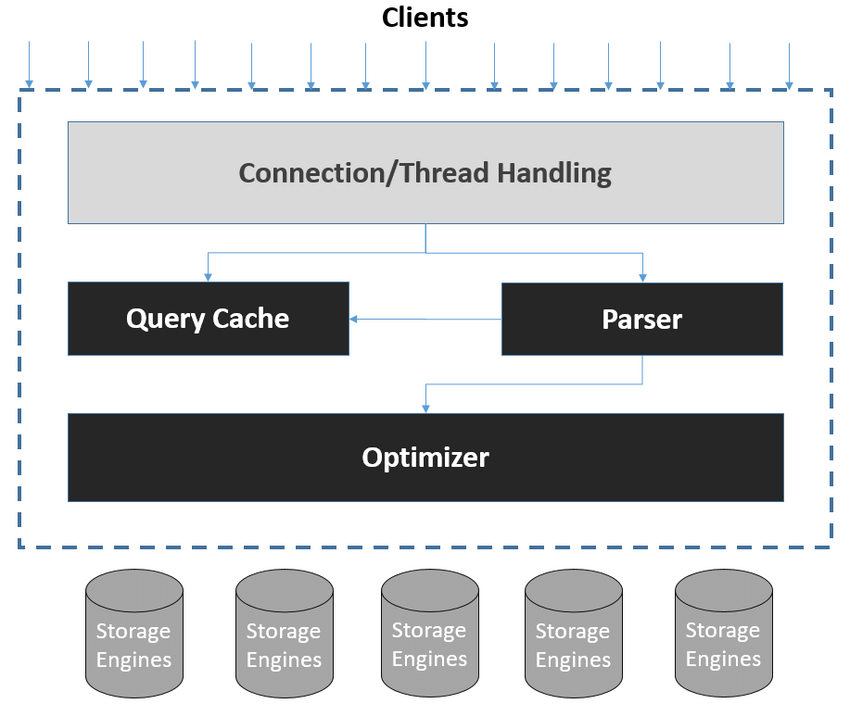 Clients
Connection/Thread Handling
Query Cache
Parser
Optimizer
Storage
Engines
Storage
Engines
Storage
Engines
Storage
Engines
Storage
Engines